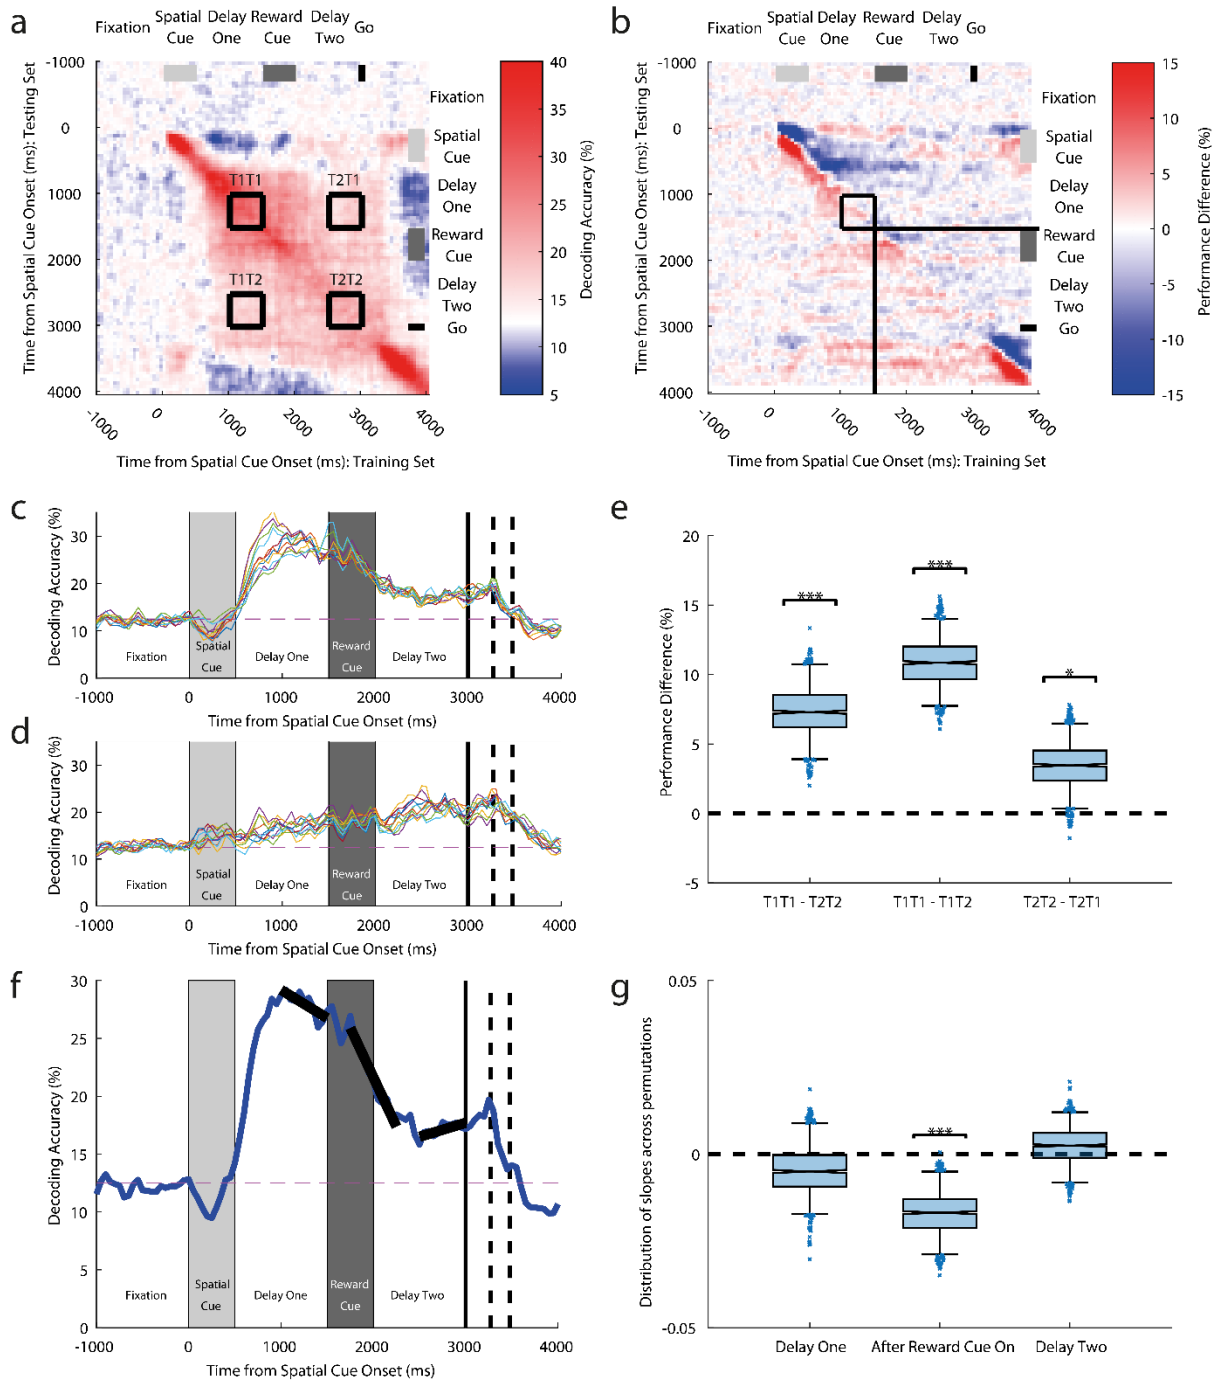 a
Fixation Spatial Cue Delay One Reward Cue Delay Two Go
Time from Spatial Cue Onset (ms): Testing Set
-1000
0
1000
2000
3000
4000
T1T1
T2T1
T1T2
T2T2
Fixation
Spatial
Cue
Delay
One
Reward
Cue
Delay
Two
Go
-1000 0 1000 2000 3000 4000
Time from Spatial Cue Onset (ms): Training Set
40
35
30
25
20
15
10
5
Decoding Accuracy (%)
b
Fixation Spatial Cue Delay One Reward Cue Delay Two Go
Time from Spatial Cue Onset (ms): Testing Set
-1000
0
1000
2000
3000
4000
Fixation
Spatial
Cue
Delay
One
Reward
Cue
Delay
Two
Go
-1000 0 1000 2000 3000 4000
Time from Spatial Cue Onset (ms): Training Set
15
10
5
0
-5
-10
-15
Performance Difference (%)
c
Decoding Accuracy (%)
30
20
10
0
Fixation
Spatial
Cue
Delay One
Reward
Cue
Delay Two
-1000 0 1000 2000 3000 4000
Time from Spatial Cue Onset (ms)
d
Decoding Accuracy (%)
30
20
10
0
Fixation
Spatial
Cue
Delay One
Reward
Cue
Delay Two
-1000 0 1000 2000 3000 4000
Time from Spatial Cue Onset (ms)
e
Performance Difference (%)
20
15
10
5
0
-5
***
***
*
T1T1 - T2T2 T1T1 - T1T2 T2T2 - T2T1
f
Decoding Accuracy (%)
30
25
20
15
10
5
0
Fixation
Spatial
Cue
Delay One
Reward
Cue
Delay Two
-1000 0 1000 2000 3000 4000
Time from Spatial Cue Onset (ms)
g
Distribution of slopes across permutations
0.05
0
-0.05
***
Delay One After Reward Cue On Delay Two